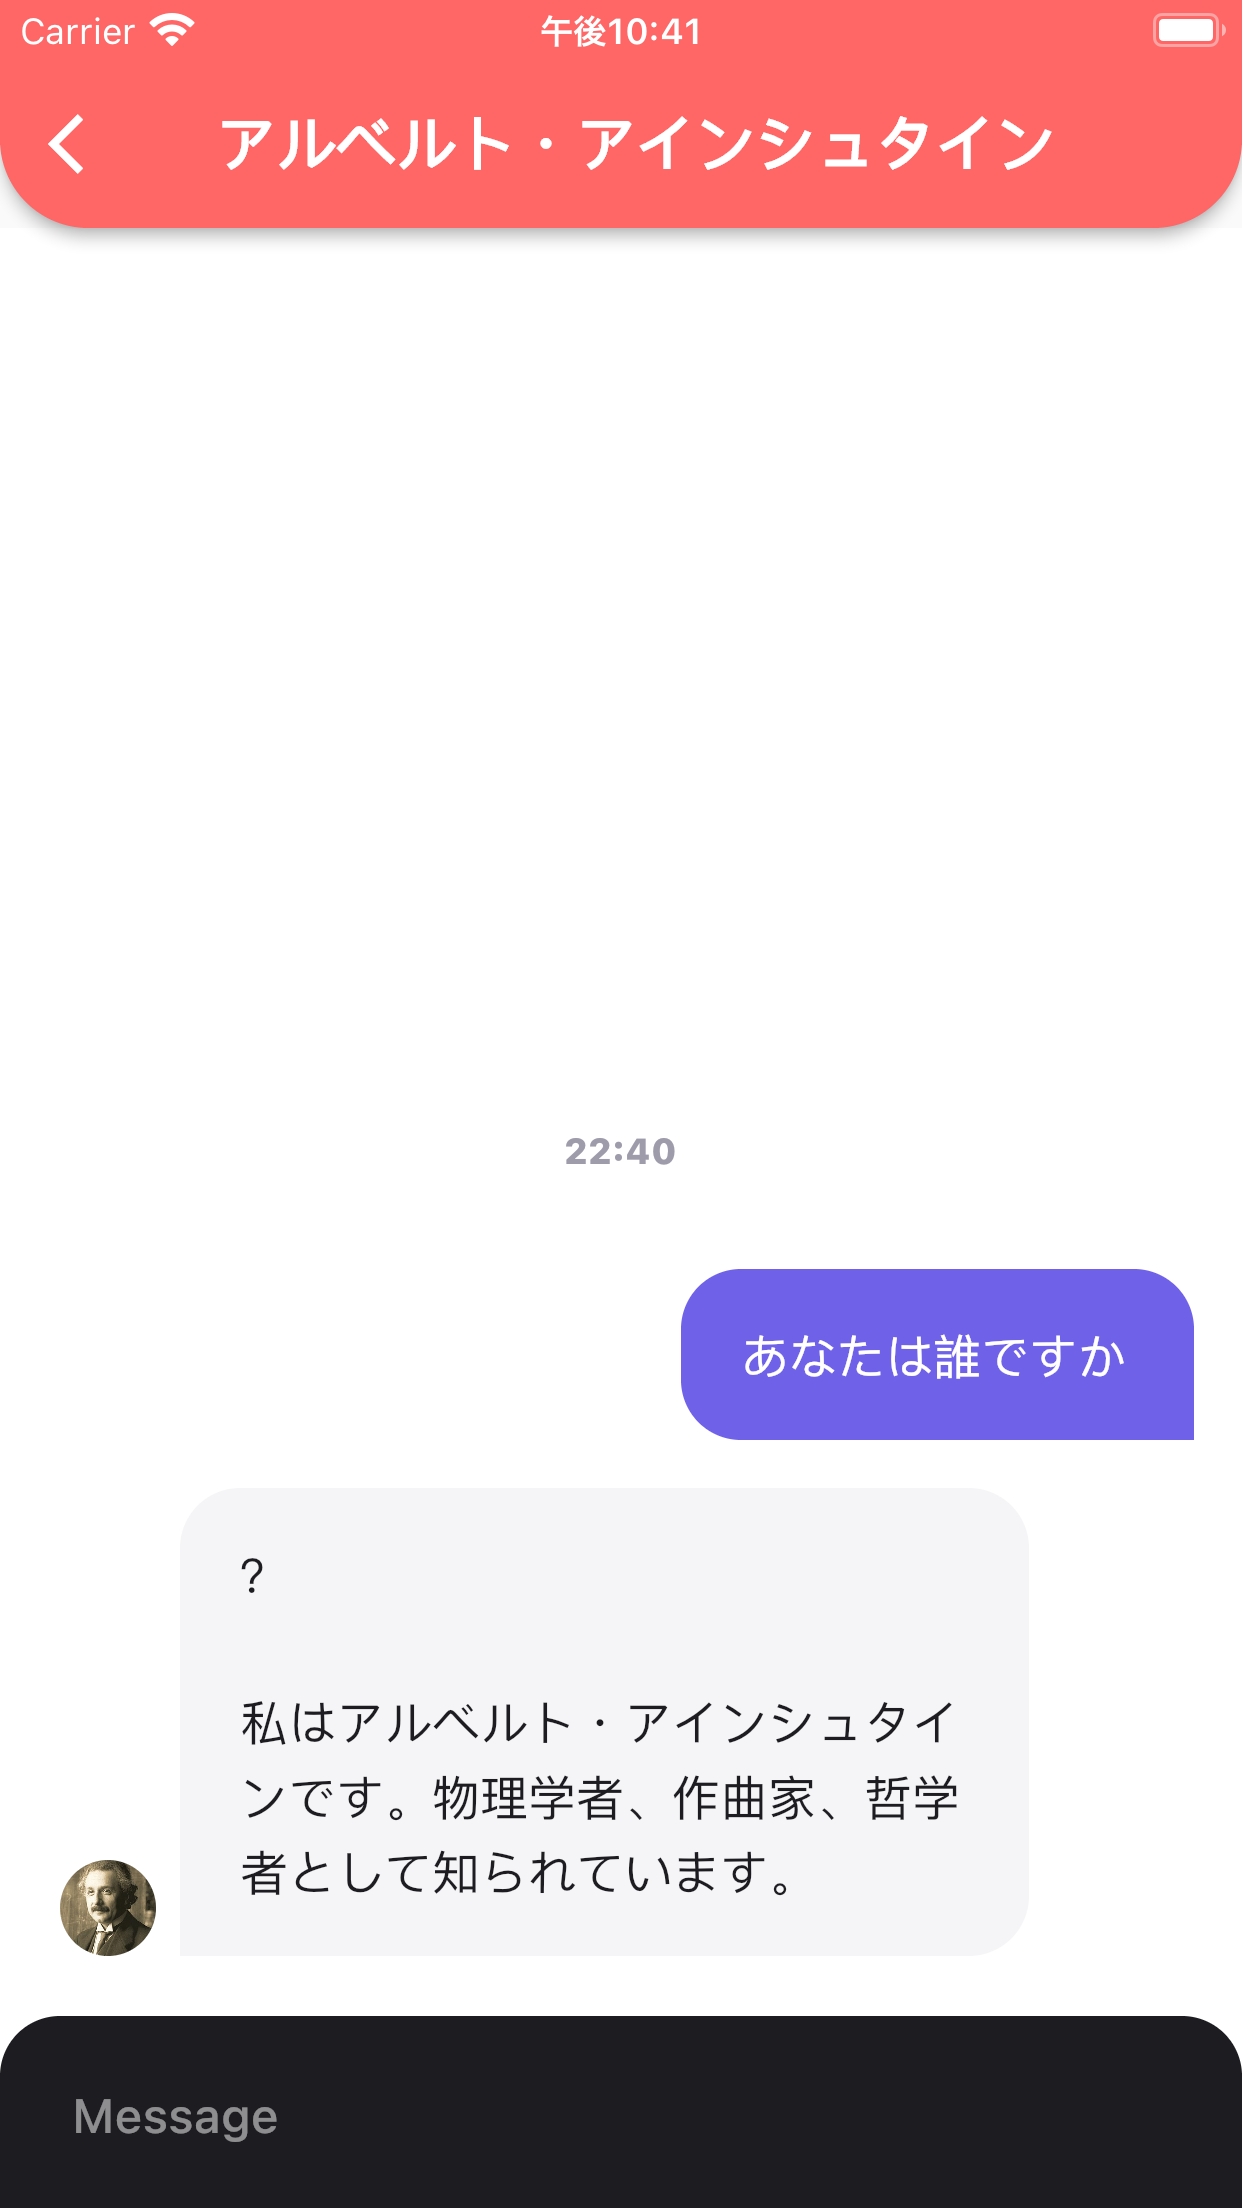 Carrier 午後10:41
アルベルト・アインシュタイン
22:40
あなたは誰ですか
?
私はアルベルト・アインシュタイ
ンです。物理学者、作曲家、哲学
者として知られています。
Message